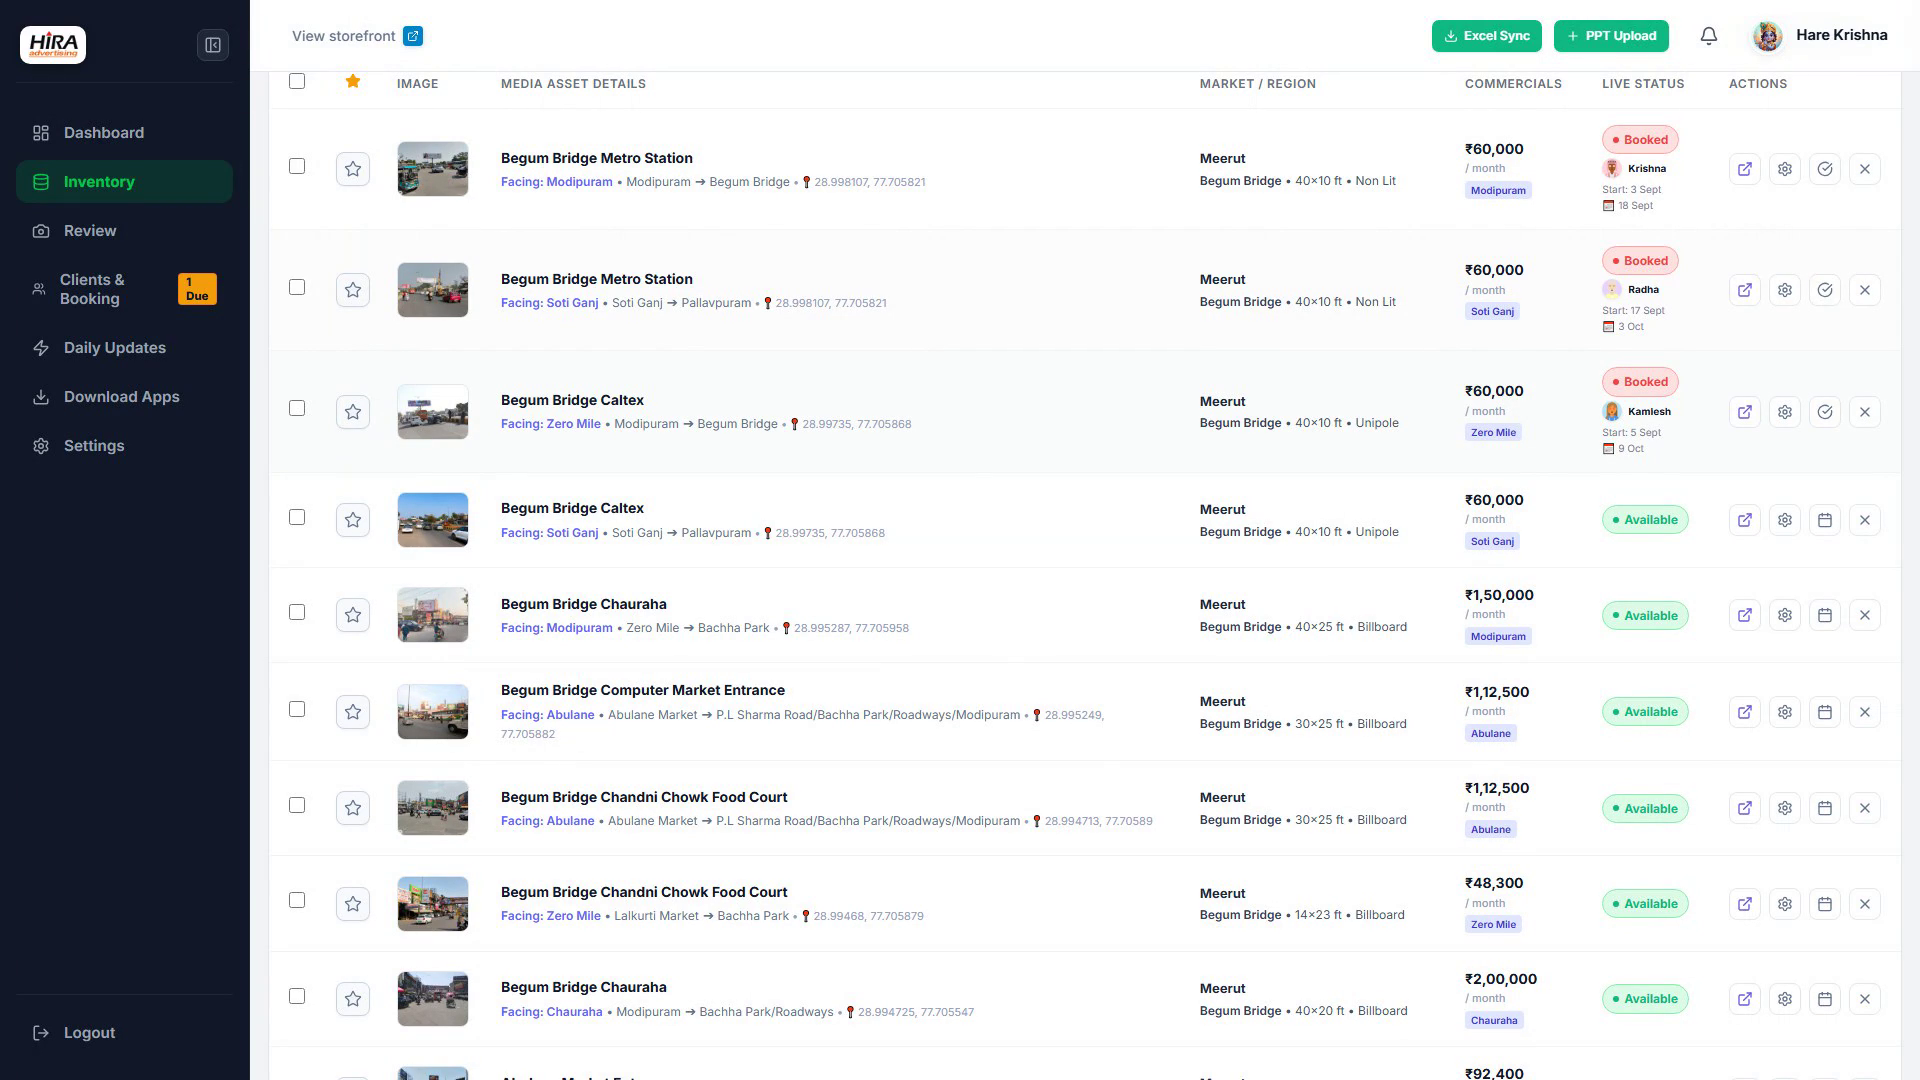 HiRA
advertising
Dashboard
Inventory
Review
Clients & Booking
1 Due
Daily Updates
Download Apps
Settings
Logout
View storefront
Excel Sync
PPT Upload
Hare Krishna
IMAGE MEDIA ASSET DETAILS MARKET / REGION COMMERCIALS LIVE STATUS ACTIONS
Begum Bridge Metro Station
Facing: Modipuram • Modipuram → Begum Bridge • 28.998107, 77.705821
Meerut
Begum Bridge • 40×10 ft • Non Lit
₹60,000
/ month
Modipuram
Booked
Krishna
Start: 3 Sept
18 Sept
Begum Bridge Metro Station
Facing: Soti Ganj • Soti Ganj → Pallavpuram • 28.998107, 77.705821
Meerut
Begum Bridge • 40×10 ft • Non Lit
₹60,000
/ month
Soti Ganj
Booked
Radha
Start: 17 Sept
3 Oct
Begum Bridge Caltex
Facing: Zero Mile • Modipuram → Begum Bridge • 28.99735, 77.705868
Meerut
Begum Bridge • 40×10 ft • Unipole
₹60,000
/ month
Zero Mile
Booked
Kamlesh
Start: 5 Sept
9 Oct
Begum Bridge Caltex
Facing: Soti Ganj • Soti Ganj → Pallavpuram • 28.99735, 77.705868
Meerut
Begum Bridge • 40×10 ft • Unipole
₹60,000
/ month
Soti Ganj
Available
Begum Bridge Chauraha
Facing: Modipuram • Zero Mile → Bachha Park • 28.995287, 77.705958
Meerut
Begum Bridge • 40×25 ft • Billboard
₹1,50,000
/ month
Modipuram
Available
Begum Bridge Computer Market Entrance
Facing: Abulane • Abulane Market → P.L Sharma Road/Bachha Park/Roadways/Modipuram • 28.995249,
77.705882
Meerut
Begum Bridge • 30×25 ft • Billboard
₹1,12,500
/ month
Abulane
Available
Begum Bridge Chandni Chowk Food Court
Facing: Abulane • Abulane Market → P.L Sharma Road/Bachha Park/Roadways/Modipuram • 28.994713, 77.70589
Meerut
Begum Bridge • 30×25 ft • Billboard
₹1,12,500
/ month
Abulane
Available
Begum Bridge Chandni Chowk Food Court
Facing: Zero Mile • Lalkurti Market → Bachha Park • 28.99468, 77.705879
Meerut
Begum Bridge • 14×23 ft • Billboard
₹48,300
/ month
Zero Mile
Available
Begum Bridge Chauraha
Facing: Chauraha • Modipuram → Bachha Park/Roadways • 28.994725, 77.705547
Meerut
Begum Bridge • 40×20 ft • Billboard
₹2,00,000
/ month
Chauraha
Available
₹92,400